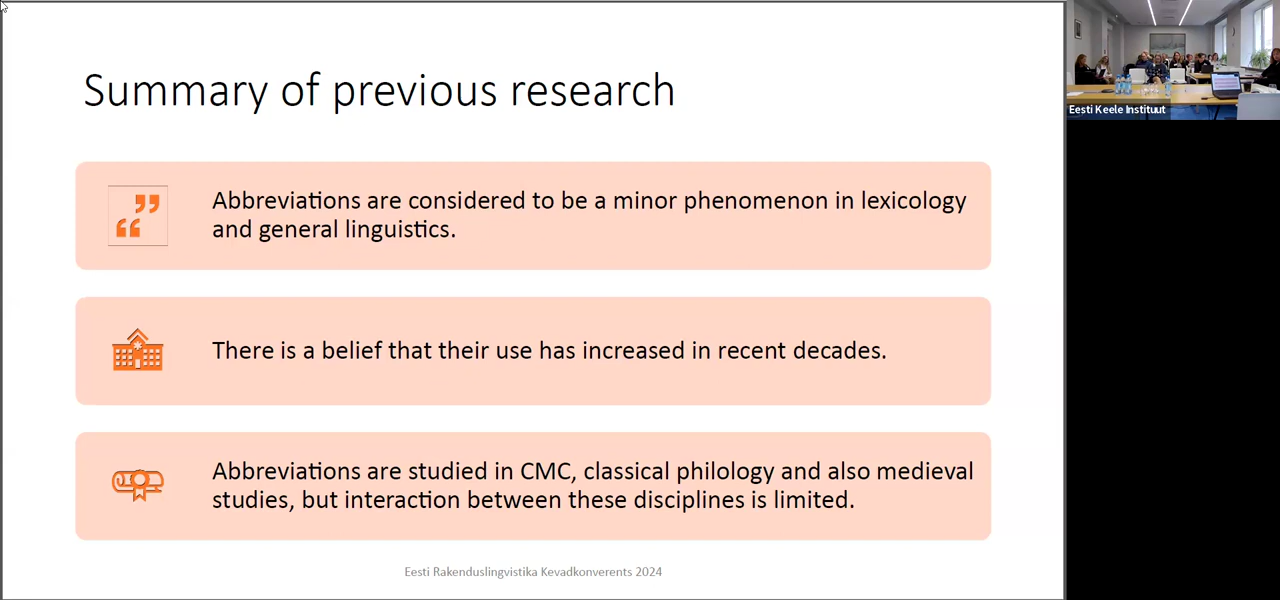 Summary of previous research
Abbreviations are considered to be a minor phenomenon in lexicology
and general linguistics.
There is a belief that their use has increased in recent decades.
Abbreviations are studied in CMC, classical philology and also medieval
studies, but interaction between these disciplines is limited.
Eesti Rakenduslingvistika Kevadkonverents 2024
Eesti Keele Instituut